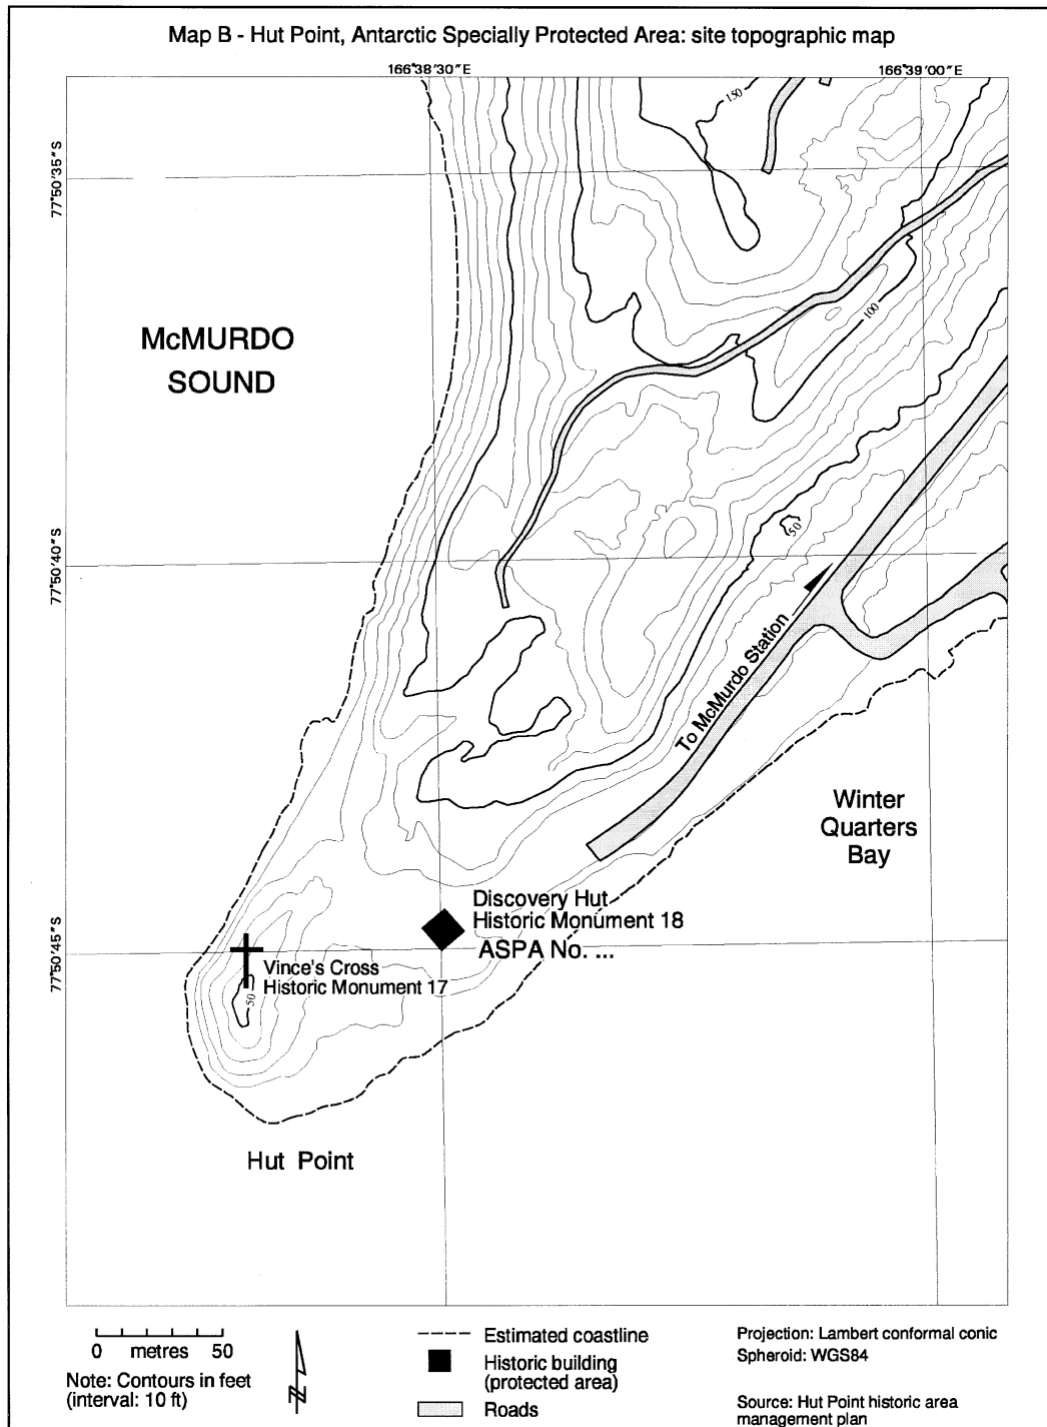 Map B - Hut Point, Antarctic Specially Protected Area: site topographic map
166°38′30″E
166°39′00″E
150
77°50′35″S
McMURDO
SOUND
100
50
77°50′40″S
To McMurdo Station
Winter
Quarters
Bay
Discovery Hut
Historic Monument 18
ASPA No. ...
77°50′45″S
Vince's Cross
Historic Monument 17
50
Hut Point
0 metres 50
Note: Contours in feet
(interval: 10 ft)
N
Estimated coastline
Historic building
(protected area)
Roads
Projection: Lambert conformal conic
Spheroid: WGS84
Source: Hut Point historic area
management plan